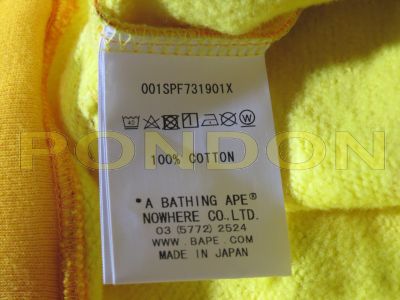 001SPF731901X
100% COTTON
"A BATHING APE®
NOWHERE CO.,LTD.
03 (5772) 2524
WWW.BAPE.COM
MADE IN JAPAN
PONDON